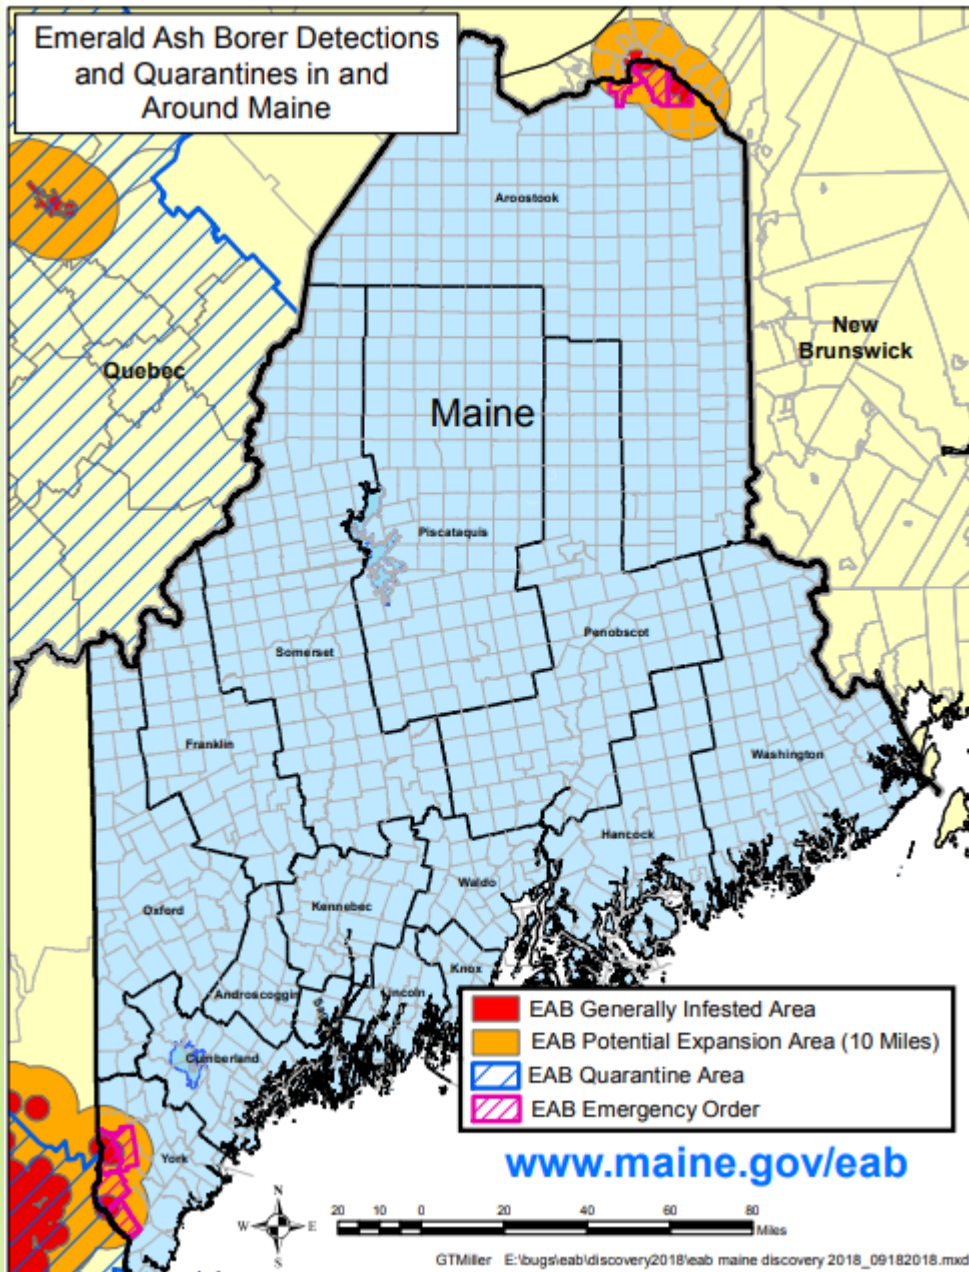 Emerald Ash Borer Detections
and Quarantines in and
Around Maine
Aroostook
New
Brunswick
Quebec
Maine
Piscataquis
Penobscot
Somerset
Franklin
Washington
Hancock
Waldo
Oxford
Kennebec
Knox
Androscoggin
Lincoln
Cumberland
York
EAB Generally Infested Area
EAB Potential Expansion Area (10 Miles)
EAB Quarantine Area
EAB Emergency Order
www.maine.gov/eab
N
W E
S
20 10 0 20 40 60 80
Miles
GTMiller E:\bugs\eab\discovery2018\eab maine discovery 2018_09182018.mxd